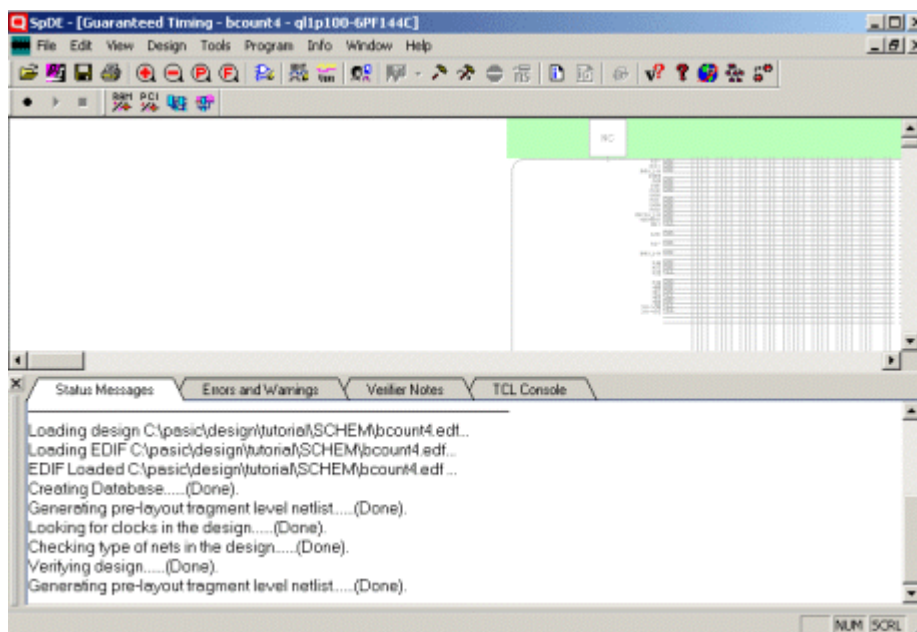 SpDE - [Guaranteed Timing - bcount4 - ql1p100-6PF144C]
File Edit View Design Tools Program Info Window Help
RAM PCI
NC
Status Messages Errors and Warnings Verifier Notes TCL Console
Loading design C:\pasic\design\tutorial\SCHEM\bcount4.edf...
Loading EDIF C:\pasic\design\tutorial\SCHEM\bcount4.edf...
EDIF Loaded C:\pasic\design\tutorial\SCHEM\bcount4.edf ...
Creating Database.....(Done).
Generating pre-layout fragment level netlist.....(Done).
Looking for clocks in the design.....(Done).
Checking type of nets in the design.....(Done).
Verifying design.....(Done).
Generating pre-layout fragment level netlist.....(Done).
NUM SCRL